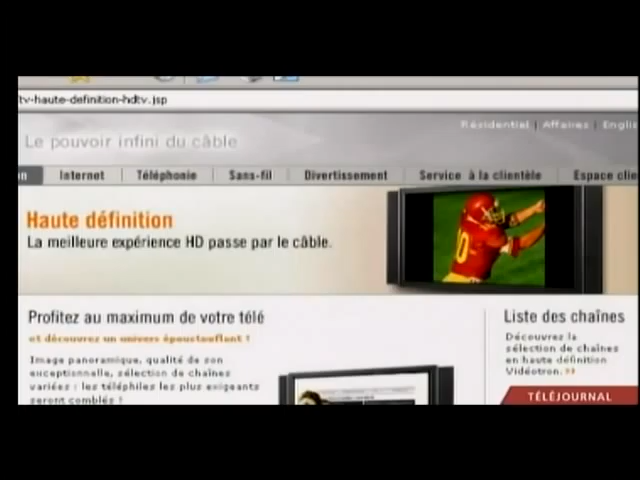 tv-haute-definition-hdtv.jsp
Résidentiel | Affaires | Englis
Le pouvoir infini du câble
on Internet Téléphonie Sans-fil Divertissement Service à la clientèle Espace clie
Haute définition
La meilleure expérience HD passe par le câble.
10
Profitez au maximum de votre télé
et découvrez un univers époustouflant !
Image panoramique, qualité de son
exceptionnelle, sélection de chaînes
variées : les téléphiles les plus exigeants
seront comblés !
Liste des chaînes
Découvrez la
sélection de chaînes
en haute définition
Vidéotron. >>
TÉLÉJOURNAL